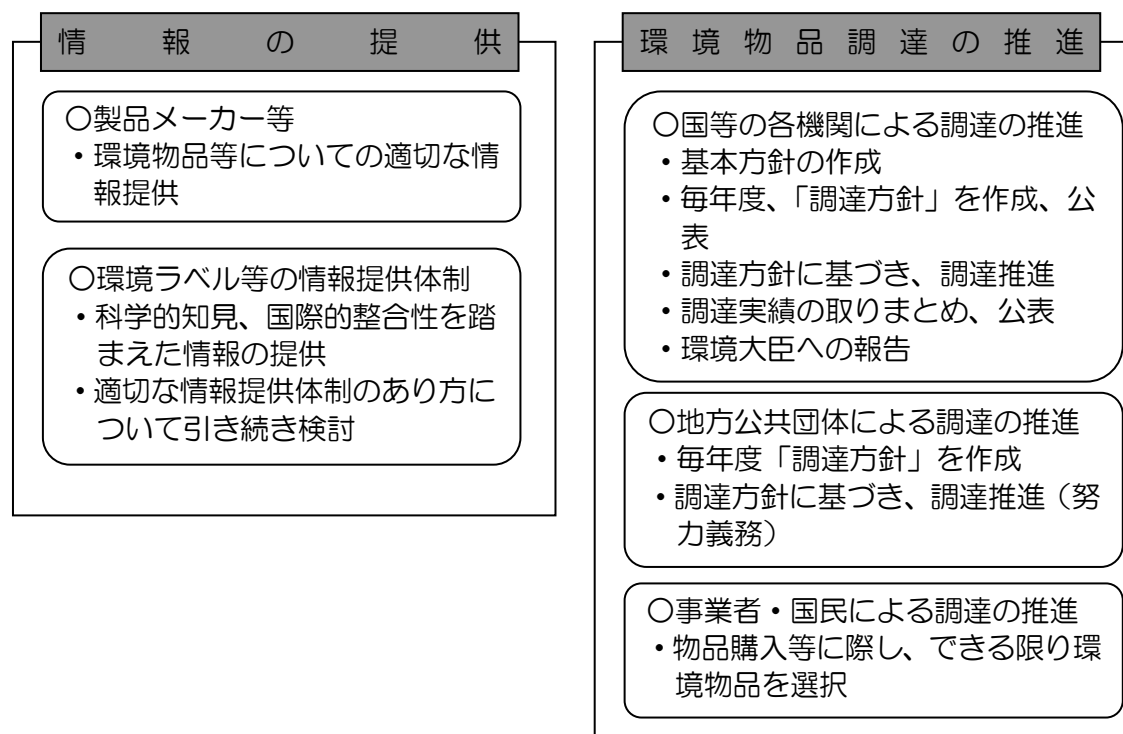 情報の提供
〇製品メーカー等
・環境物品等についての適切な情
報提供
〇環境ラベル等の情報提供体制
・科学的知見、国際的整合性を踏
まえた情報の提供
・適切な情報提供体制のあり方に
ついて引き続き検討
環境物品調達の推進
〇国等の各機関による調達の推進
・基本方針の作成
・毎年度、「調達方針」を作成、公
表
・調達方針に基づき、調達推進
・調達実績の取りまとめ、公表
・環境大臣への報告
〇地方公共団体による調達の推進
・毎年度「調達方針」を作成
・調達方針に基づき、調達推進（努
力義務）
〇事業者・国民による調達の推進
・物品購入等に際し、できる限り環
境物品を選択